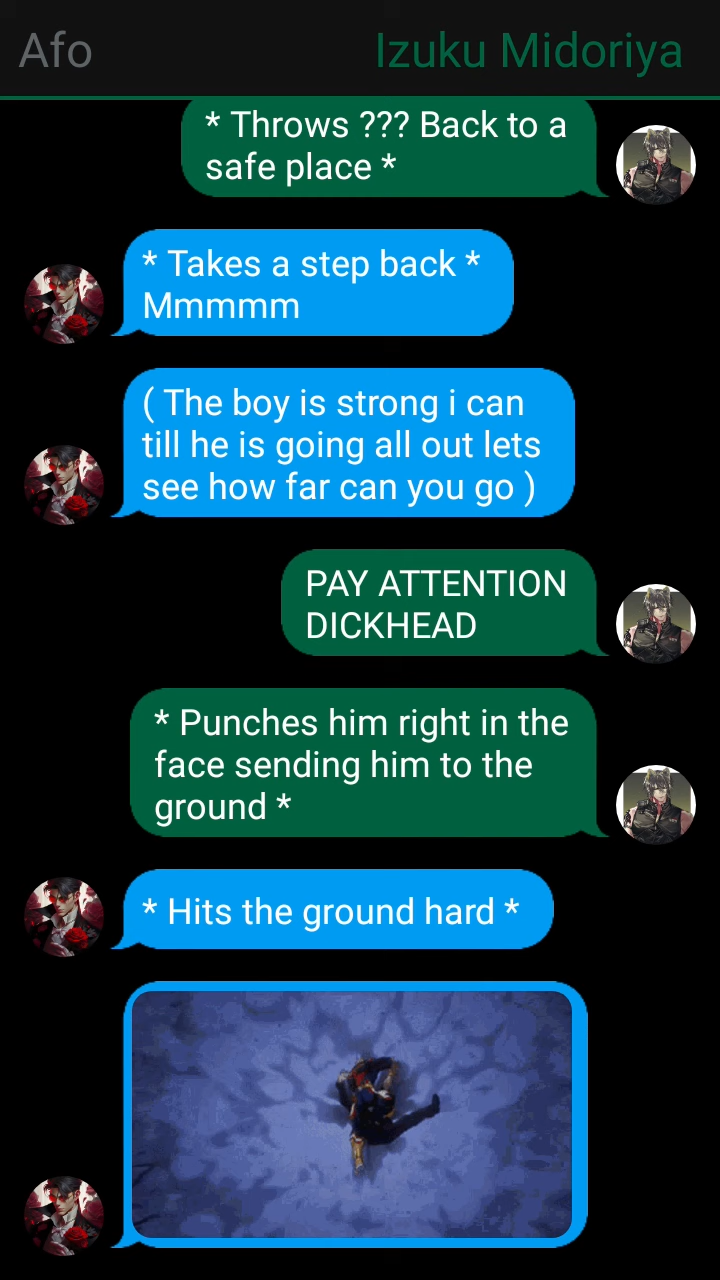 Afo
Izuku Midoriya
* Throws ??? Back to a
safe place *
* Takes a step back *
Mmmmm
( The boy is strong i can
till he is going all out lets
see how far can you go )
PAY ATTENTION
DICKHEAD
* Punches him right in the
face sending him to the
ground *
* Hits the ground hard *